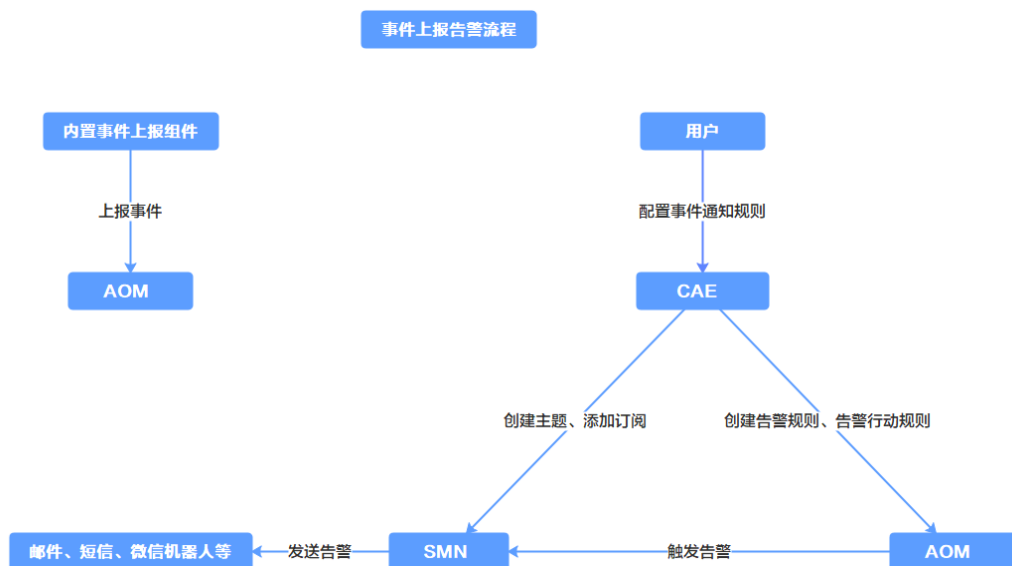 事件上报告警流程
内置事件上报组件
用户
上报事件
配置事件通知规则
AOM
CAE
创建主题、添加订阅
创建告警规则、告警行动规则
邮件、短信、微信机器人等
发送告警
SMN
触发告警
AOM